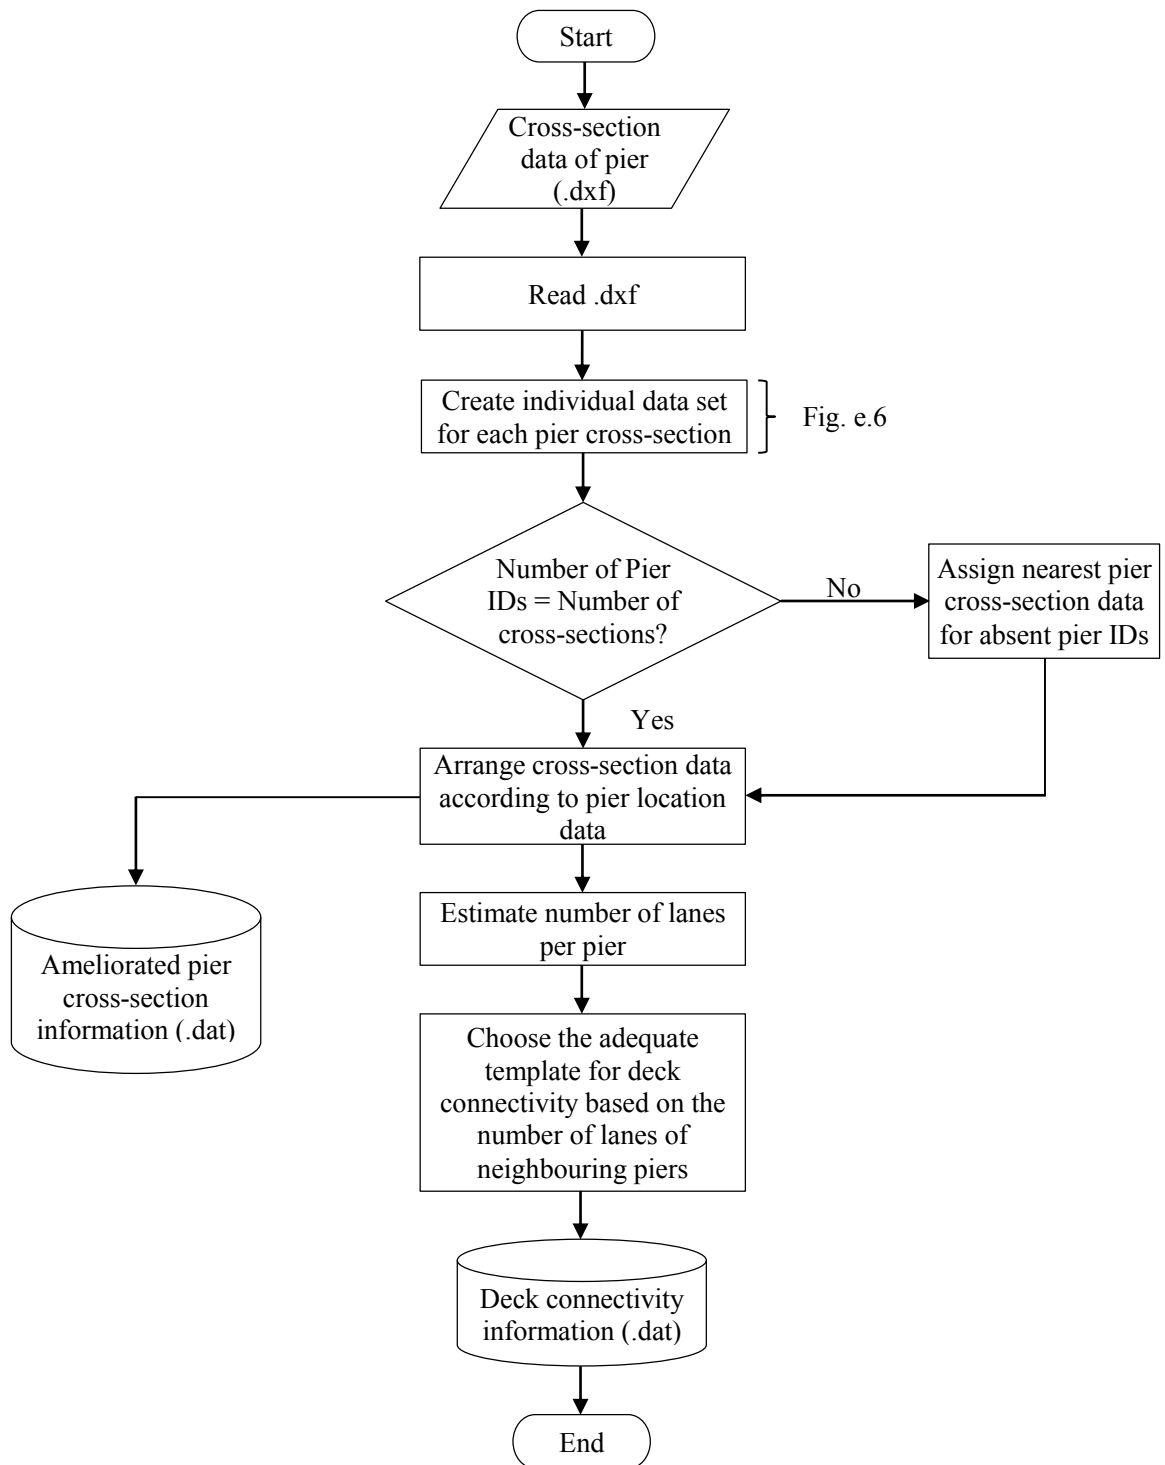 Start
Cross-section
data of pier
(.dxf)
Read .dxf
Create individual data set
for each pier cross-section
Fig. e.6
Number of Pier
IDs = Number of
cross-sections?
No
Assign nearest pier
cross-section data
for absent pier IDs
Yes
Arrange cross-section data
according to pier location
data
Estimate number of lanes
per pier
Ameliorated pier
cross-section
information (.dat)
Choose the adequate
template for deck
connectivity based on the
number of lanes of
neighbouring piers
Deck connectivity
information (.dat)
End